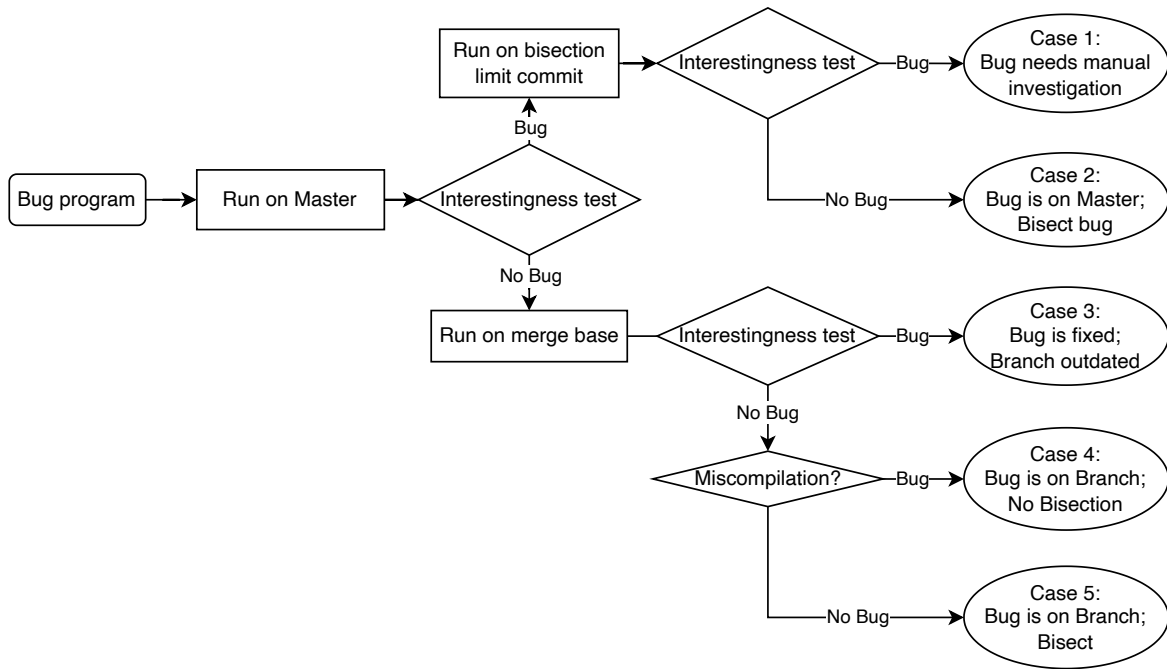 Bug program
Run on Master
Interestingness test
Bug
Run on bisection
limit commit
Interestingness test
Bug
Case 1:
Bug needs manual
investigation
No Bug
Case 2:
Bug is on Master;
Bisect bug
No Bug
Run on merge base
Interestingness test
Bug
Case 3:
Bug is fixed;
Branch outdated
No Bug
Miscompilation?
Bug
Case 4:
Bug is on Branch;
No Bisection
No Bug
Case 5:
Bug is on Branch;
Bisect